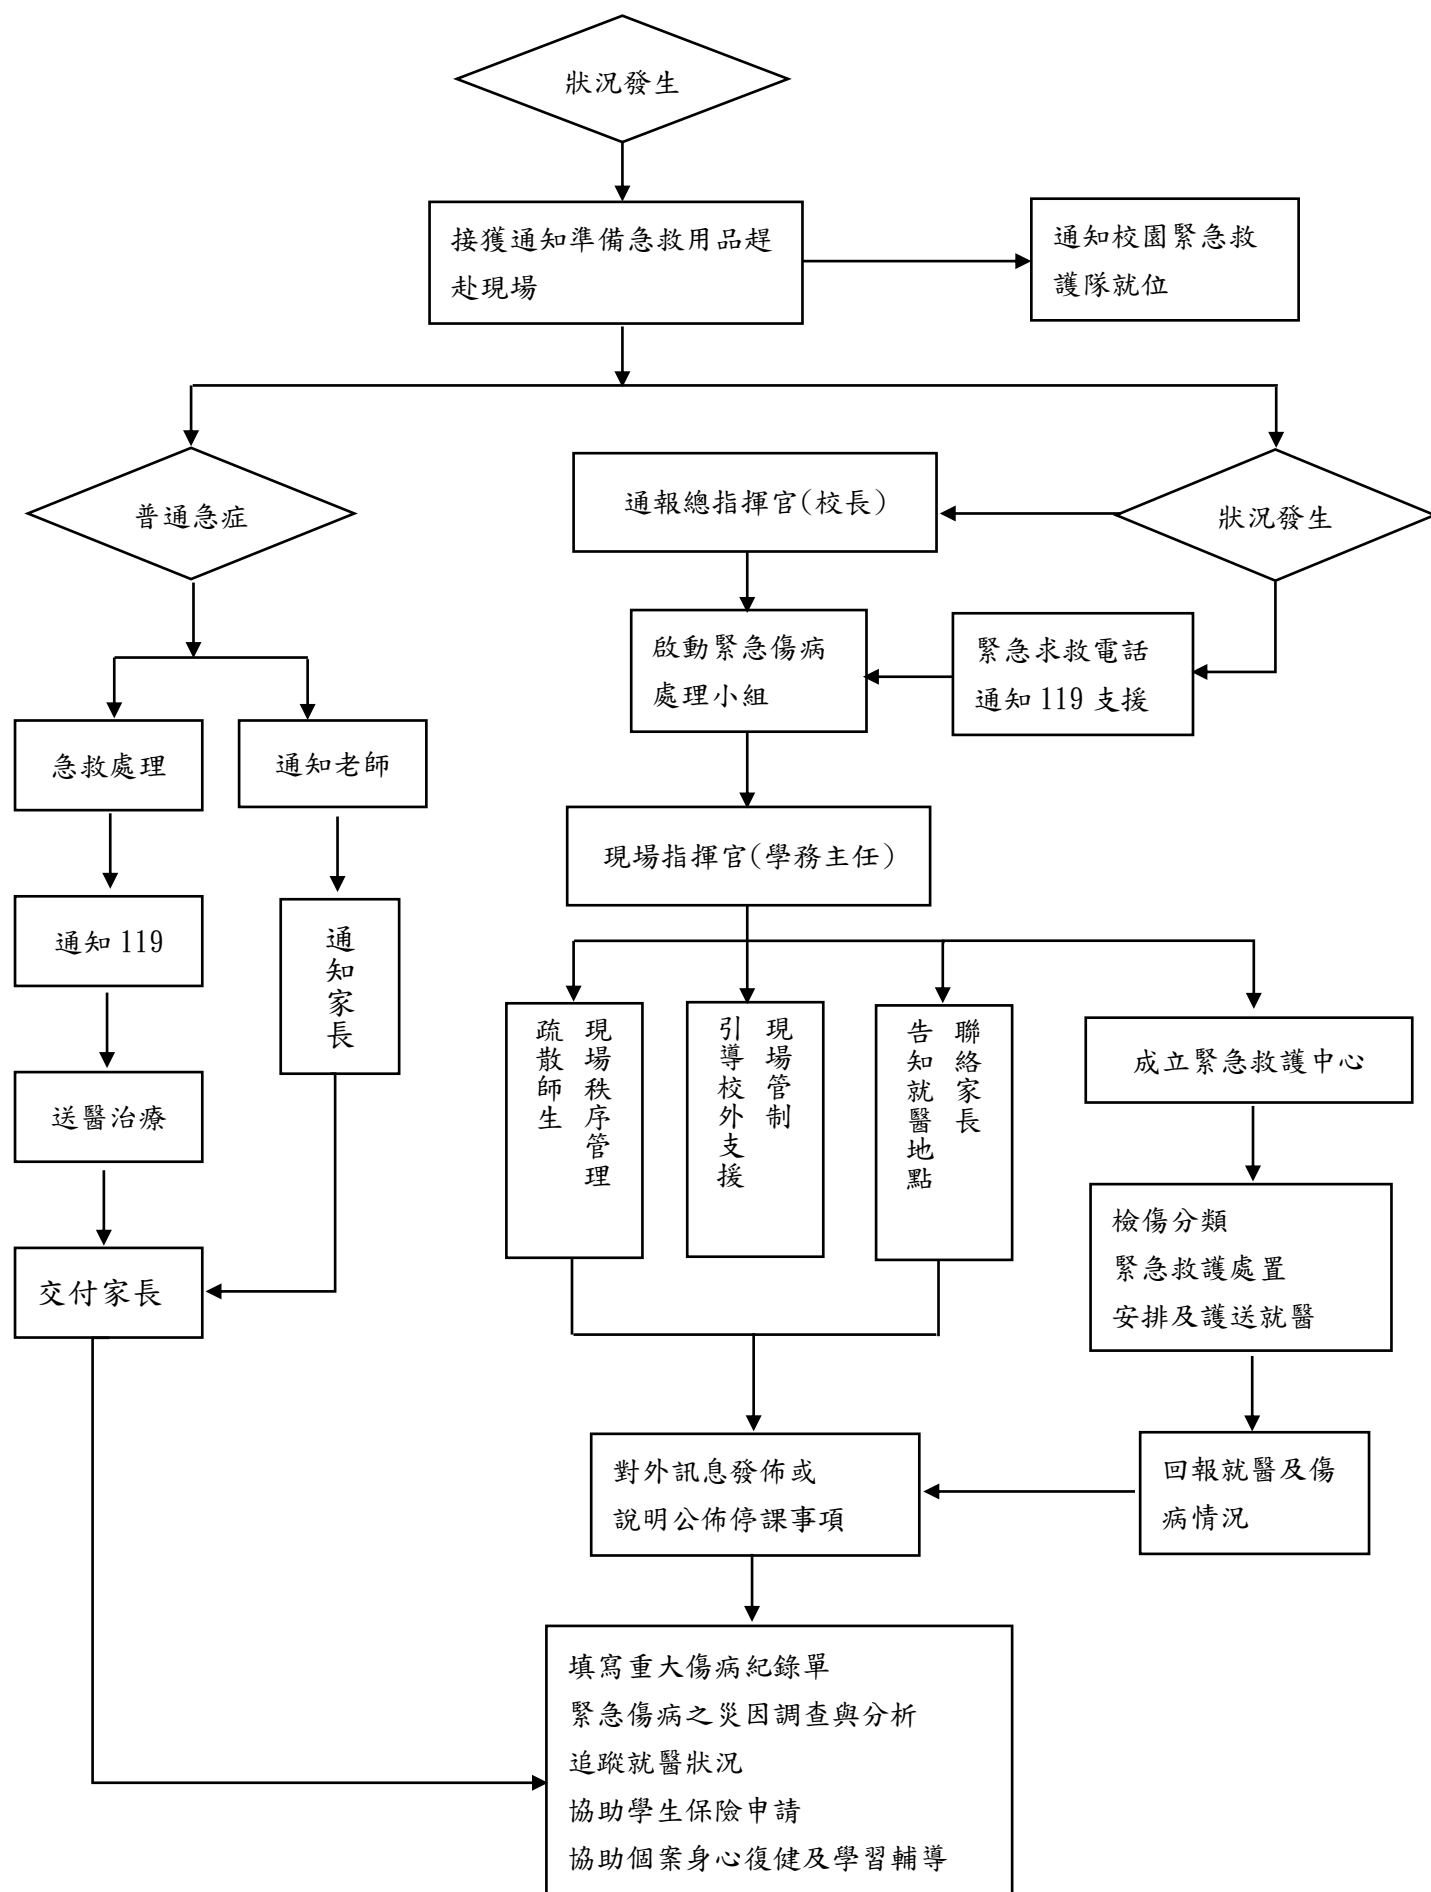 狀況發生
接獲通知準備急救用品趕
赴現場
通知校園緊急救
護隊就位
普通急症
通報總指揮官(校長)
狀況發生
啟動緊急傷病
處理小組
緊急求救電話
通知 119 支援
急救處理
通知老師
現場指揮官(學務主任)
通知 119
通知家長
現場秩序管理
疏散師生
現場管制
引導校外支援
聯絡家長
告知就醫地點
成立緊急救護中心
送醫治療
檢傷分類
緊急救護處置
安排及護送就醫
交付家長
對外訊息發佈或
說明公佈停課事項
回報就醫及傷
病情況
填寫重大傷病紀錄單
緊急傷病之災因調查與分析
追蹤就醫狀況
協助學生保險申請
協助個案身心復健及學習輔導